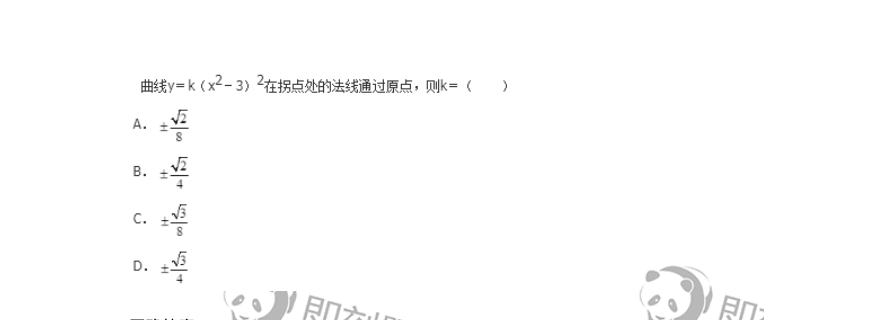 曲线y=k（x²-3）²在拐点处的法线通过原点，则k=（　　）
A. ±√2/8
B. ±√2/4
C. ±√3/8
D. ±√3/4